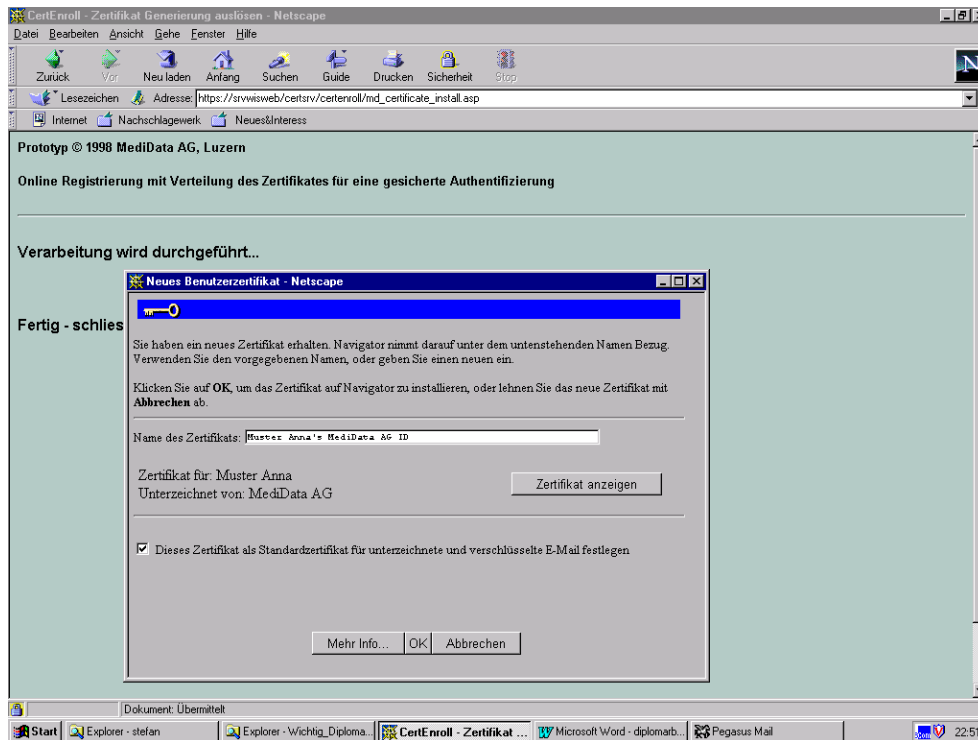 CertEnroll - Zertifikat Generierung auslösen - Netscape
Datei Bearbeiten Ansicht Gehe Fenster Hilfe
Zurück Vor Neu laden Anfang Suchen Guide Drucken Sicherheit Stop
Lesezeichen Adresse: https://srvwisweb/certsrv/certenroll/md_certificate_install.asp
Internet Nachschlagewerk Neues&Interess
Prototyp © 1998 MediData AG, Luzern
Online Registrierung mit Verteilung des Zertifikates für eine gesicherte Authentifizierung
Verarbeitung wird durchgeführt...
Fertig - schlies
Neues Benutzerzertifikat - Netscape
Sie haben ein neues Zertifikat erhalten. Navigator nimmt darauf unter dem untenstehenden Namen Bezug.
Verwenden Sie den vorgegebenen Namen, oder geben Sie einen neuen ein.
Klicken Sie auf OK, um das Zertifikat auf Navigator zu installieren, oder lehnen Sie das neue Zertifikat mit
Abbrechen ab.
Name des Zertifikats: Muster Anna's MediData AG ID
Zertifikat für: Muster Anna
Unterzeichnet von: MediData AG
Zertifikat anzeigen
Dieses Zertifikat als Standardzertifikat für unterzeichnete und verschlüsselte E-Mail festlegen
Mehr Info... OK Abbrechen
Dokument: Übermittelt
Start Explorer - stefan Explorer - Wichtig_Diploma... CertEnroll - Zertifikat ... Microsoft Word - diplomarb... Pegasus Mail